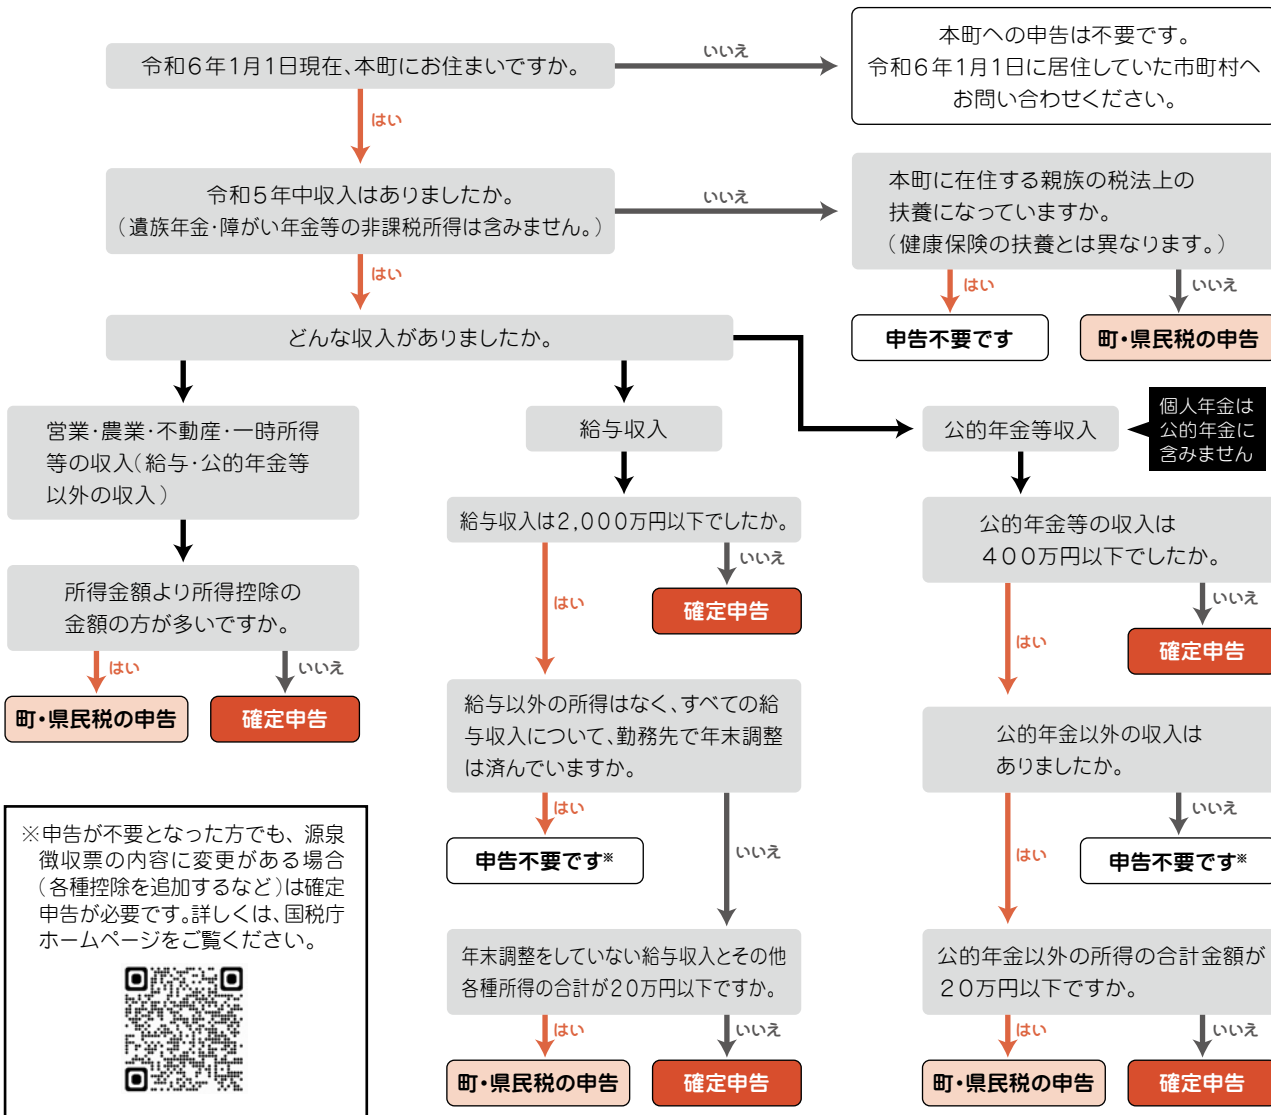 令和6年1月1日現在、本町にお住まいですか。
いいえ
本町への申告は不要です。
令和6年1月1日に居住していた市町村へ
お問い合わせください。
はい
令和5年中収入はありましたか。
（遺族年金・障がい年金等の非課税所得は含みません。）
いいえ
本町に在住する親族の税法上の
扶養になっていますか。
（健康保険の扶養とは異なります。）
はい
はい
いいえ
申告不要です
町・県民税の申告
どんな収入がありましたか。
営業・農業・不動産・一時所得
等の収入（給与・公的年金等
以外の収入）
給与収入
公的年金等収入
個人年金は
公的年金に
含みません
所得金額より所得控除の
金額の方が多いですか。
はい
いいえ
町・県民税の申告
確定申告
給与収入は2,000万円以下でしたか。
はい
いいえ
確定申告
給与以外の所得はなく、すべての給
与収入について、勤務先で年末調整
は済んでいますか。
はい
申告不要です※
いいえ
年末調整をしていない給与収入とその他
各種所得の合計が20万円以下ですか。
はい
いいえ
町・県民税の申告
確定申告
公的年金等の収入は
400万円以下でしたか。
はい
いいえ
確定申告
公的年金以外の収入は
ありましたか。
はい
いいえ
申告不要です※
公的年金以外の所得の合計金額が
20万円以下ですか。
はい
いいえ
町・県民税の申告
確定申告
※申告が不要となった方でも、源泉
徴収票の内容に変更がある場合
（各種控除を追加するなど）は確定
申告が必要です。詳しくは、国税庁
ホームページをご覧ください。